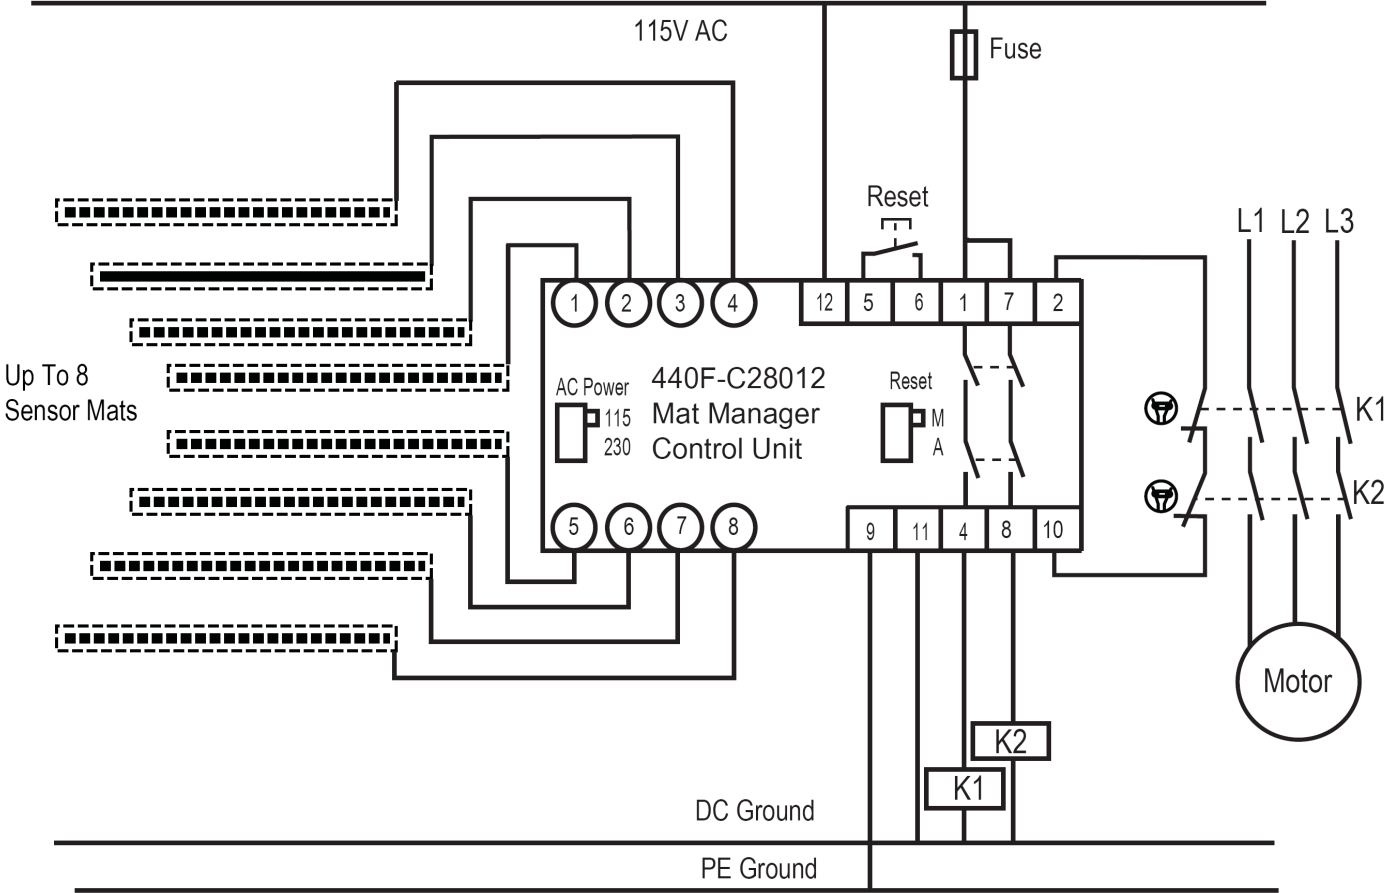 115V AC
Fuse
Reset
L1 L2 L3
1 2 3 4
12 5 6 1 7 2
Up To 8
Sensor Mats
AC Power
115
230
440F-C28012
Mat Manager
Control Unit
Reset
M
A
K1
K2
5 6 7 8
9 11 4 8 10
Motor
K2
K1
DC Ground
PE Ground